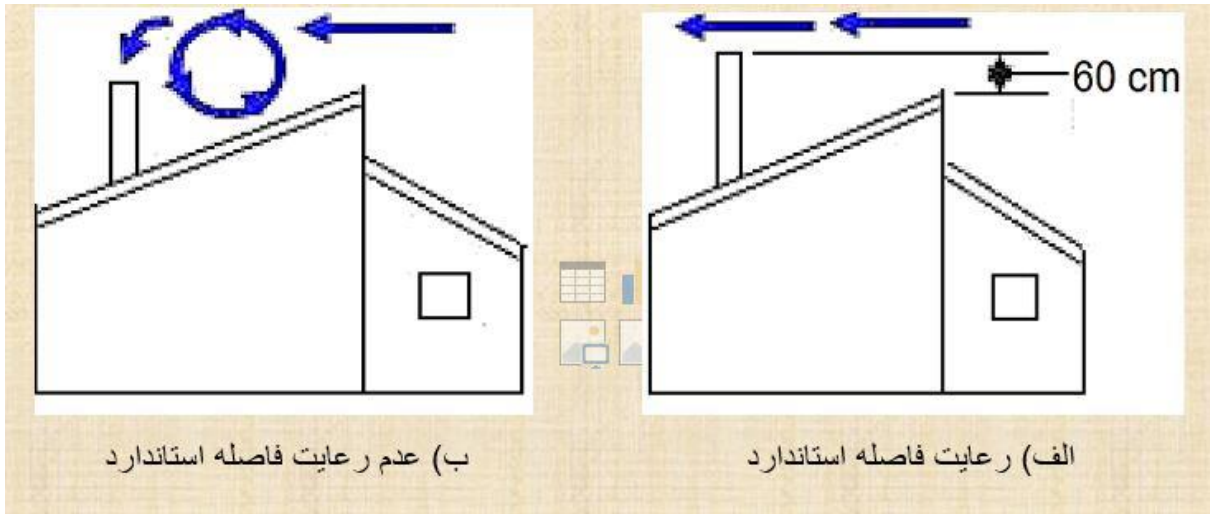 60 cm
الف) رعایت فاصله استاندارد
ب) عدم رعایت فاصله استاندارد